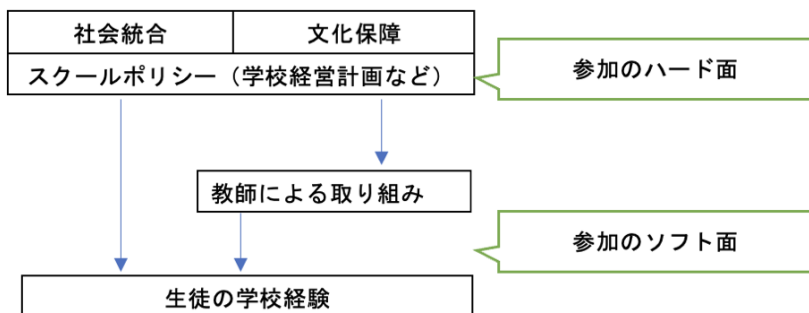 社会統合
文化保障
スクールポリシー（学校経営計画など）
参加のハード面
教師による取り組み
参加のソフト面
生徒の学校経験